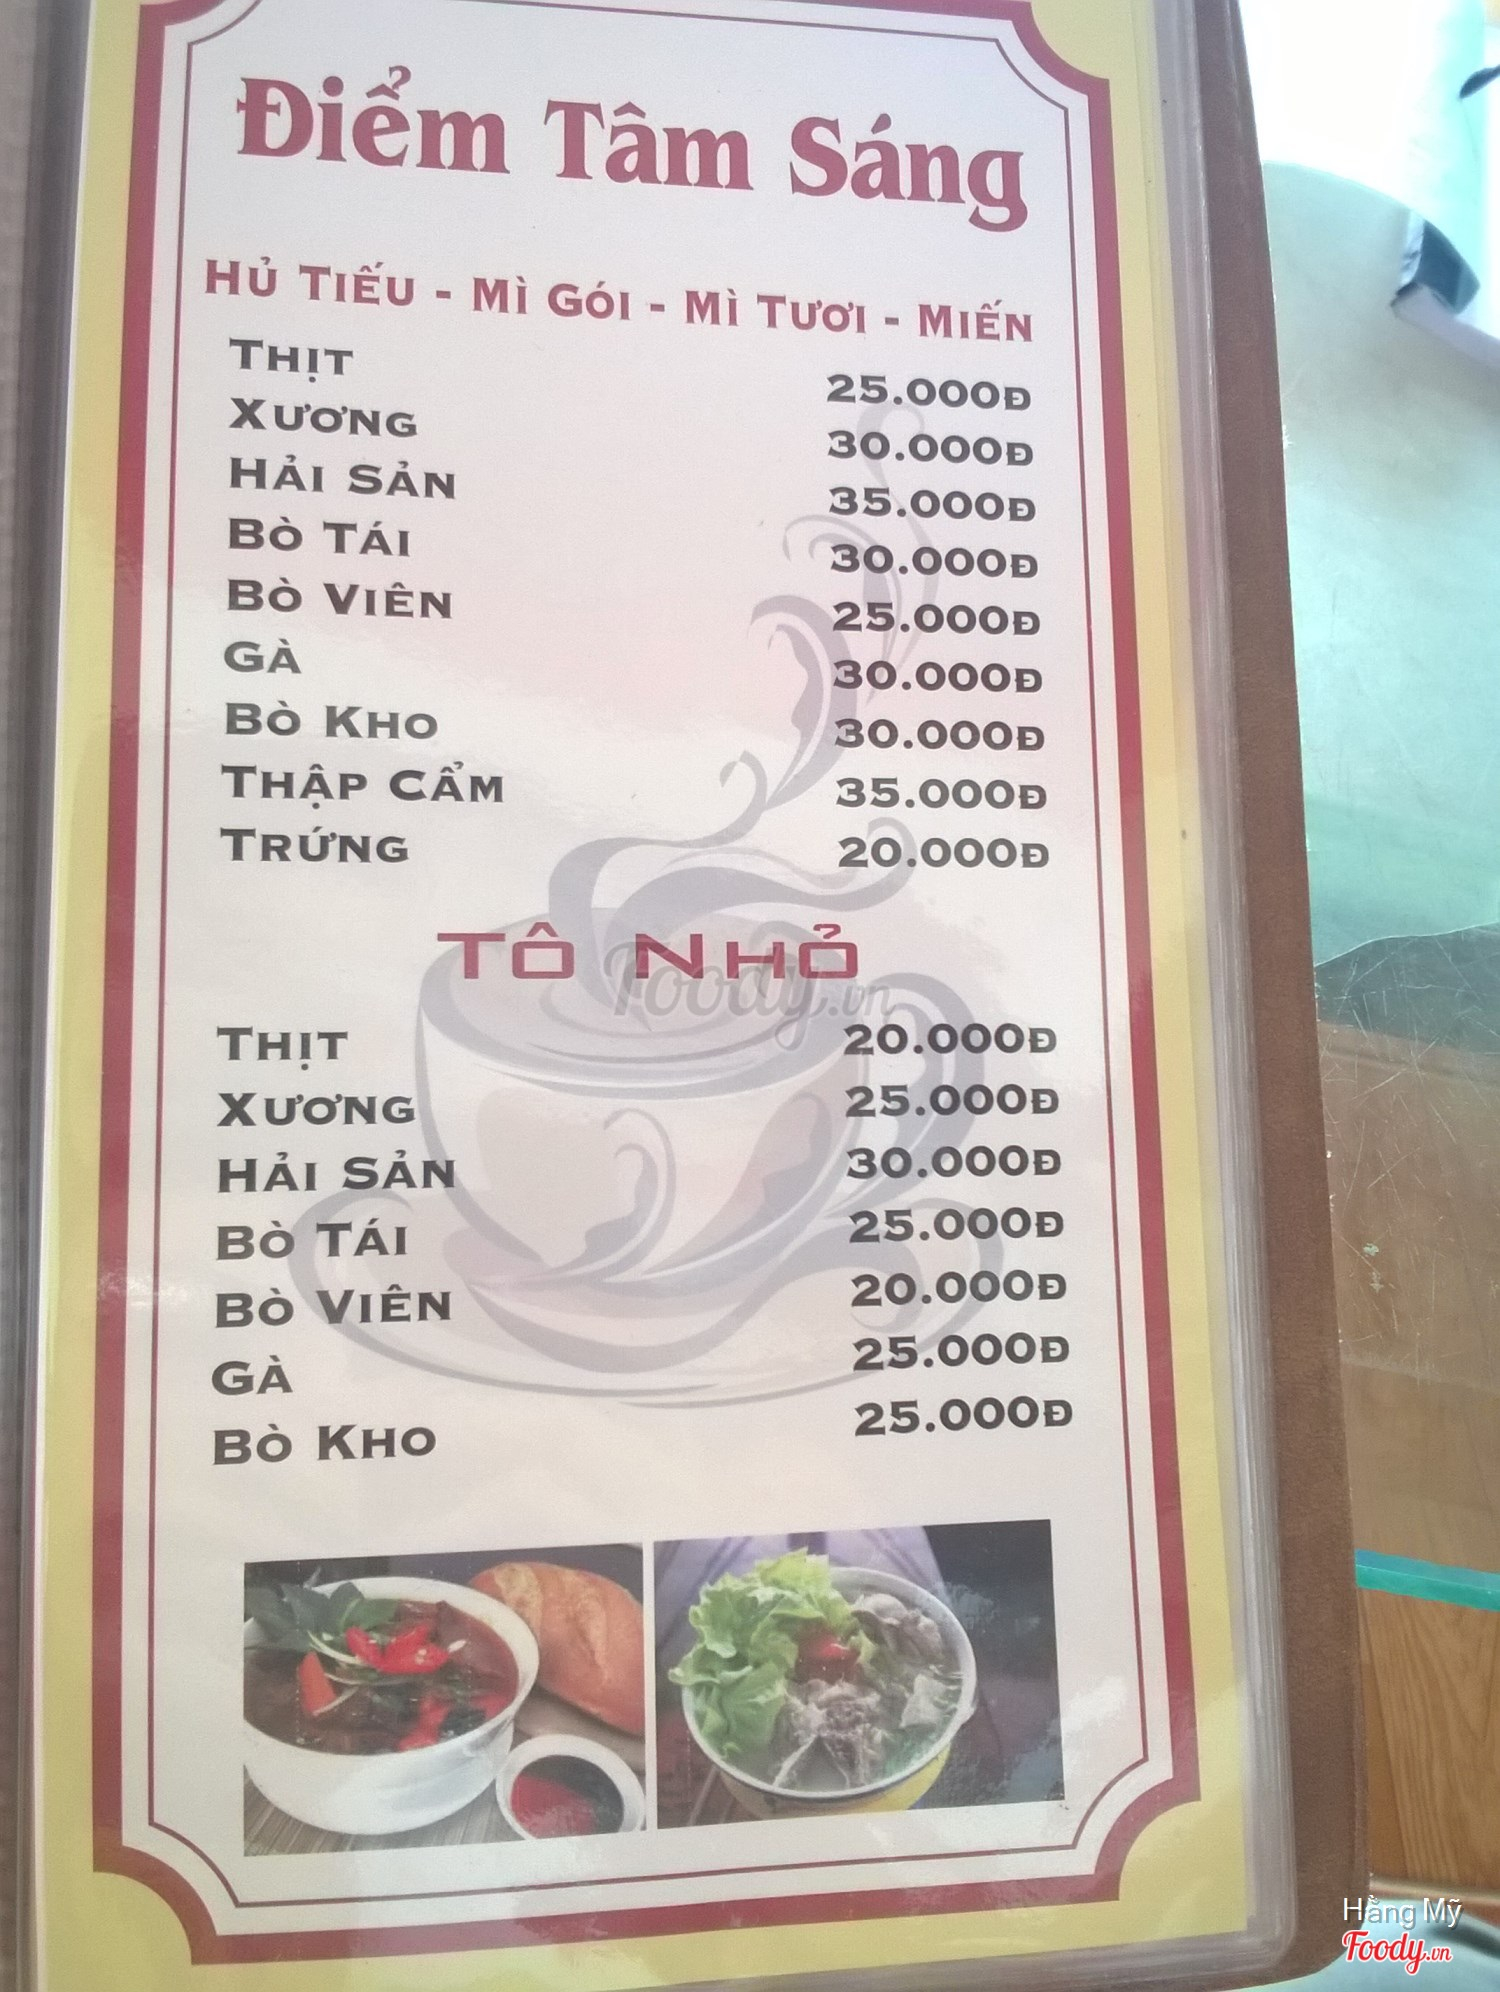 Điểm Tâm Sáng
HỦ TIẾU - MÌ GÓI - MÌ TƯƠI - MIẾN
THỊT 25.000Đ
XƯƠNG 30.000Đ
HẢI SẢN 35.000Đ
BÒ TÁI 30.000Đ
BÒ VIÊN 25.000Đ
GÀ 30.000Đ
BÒ KHO 30.000Đ
THẬP CẨM 35.000Đ
TRỨNG 20.000Đ
TÔ NHỎ
Foody.vn
THỊT 20.000Đ
XƯƠNG 25.000Đ
HẢI SẢN 30.000Đ
BÒ TÁI 25.000Đ
BÒ VIÊN 20.000Đ
GÀ 25.000Đ
BÒ KHO 25.000Đ
Hằng Mỹ
Foody.vn